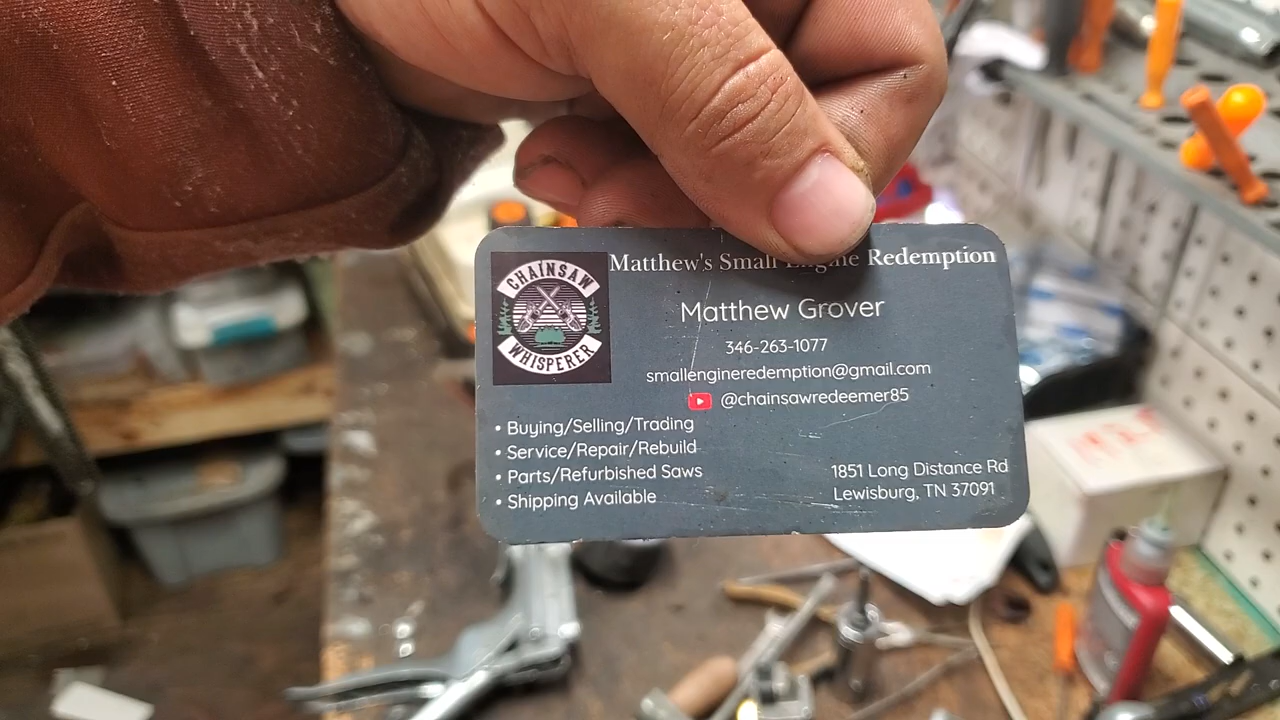 CHAINSAW
WHISPERER
Matthew's Small Engine Redemption
Matthew Grover
346-263-1077
smallengineredemption@gmail.com
@chainsawredeemer85
• Buying/Selling/Trading
• Service/Repair/Rebuild
• Parts/Refurbished Saws
• Shipping Available
1851 Long Distance Rd
Lewisburg, TN 37091